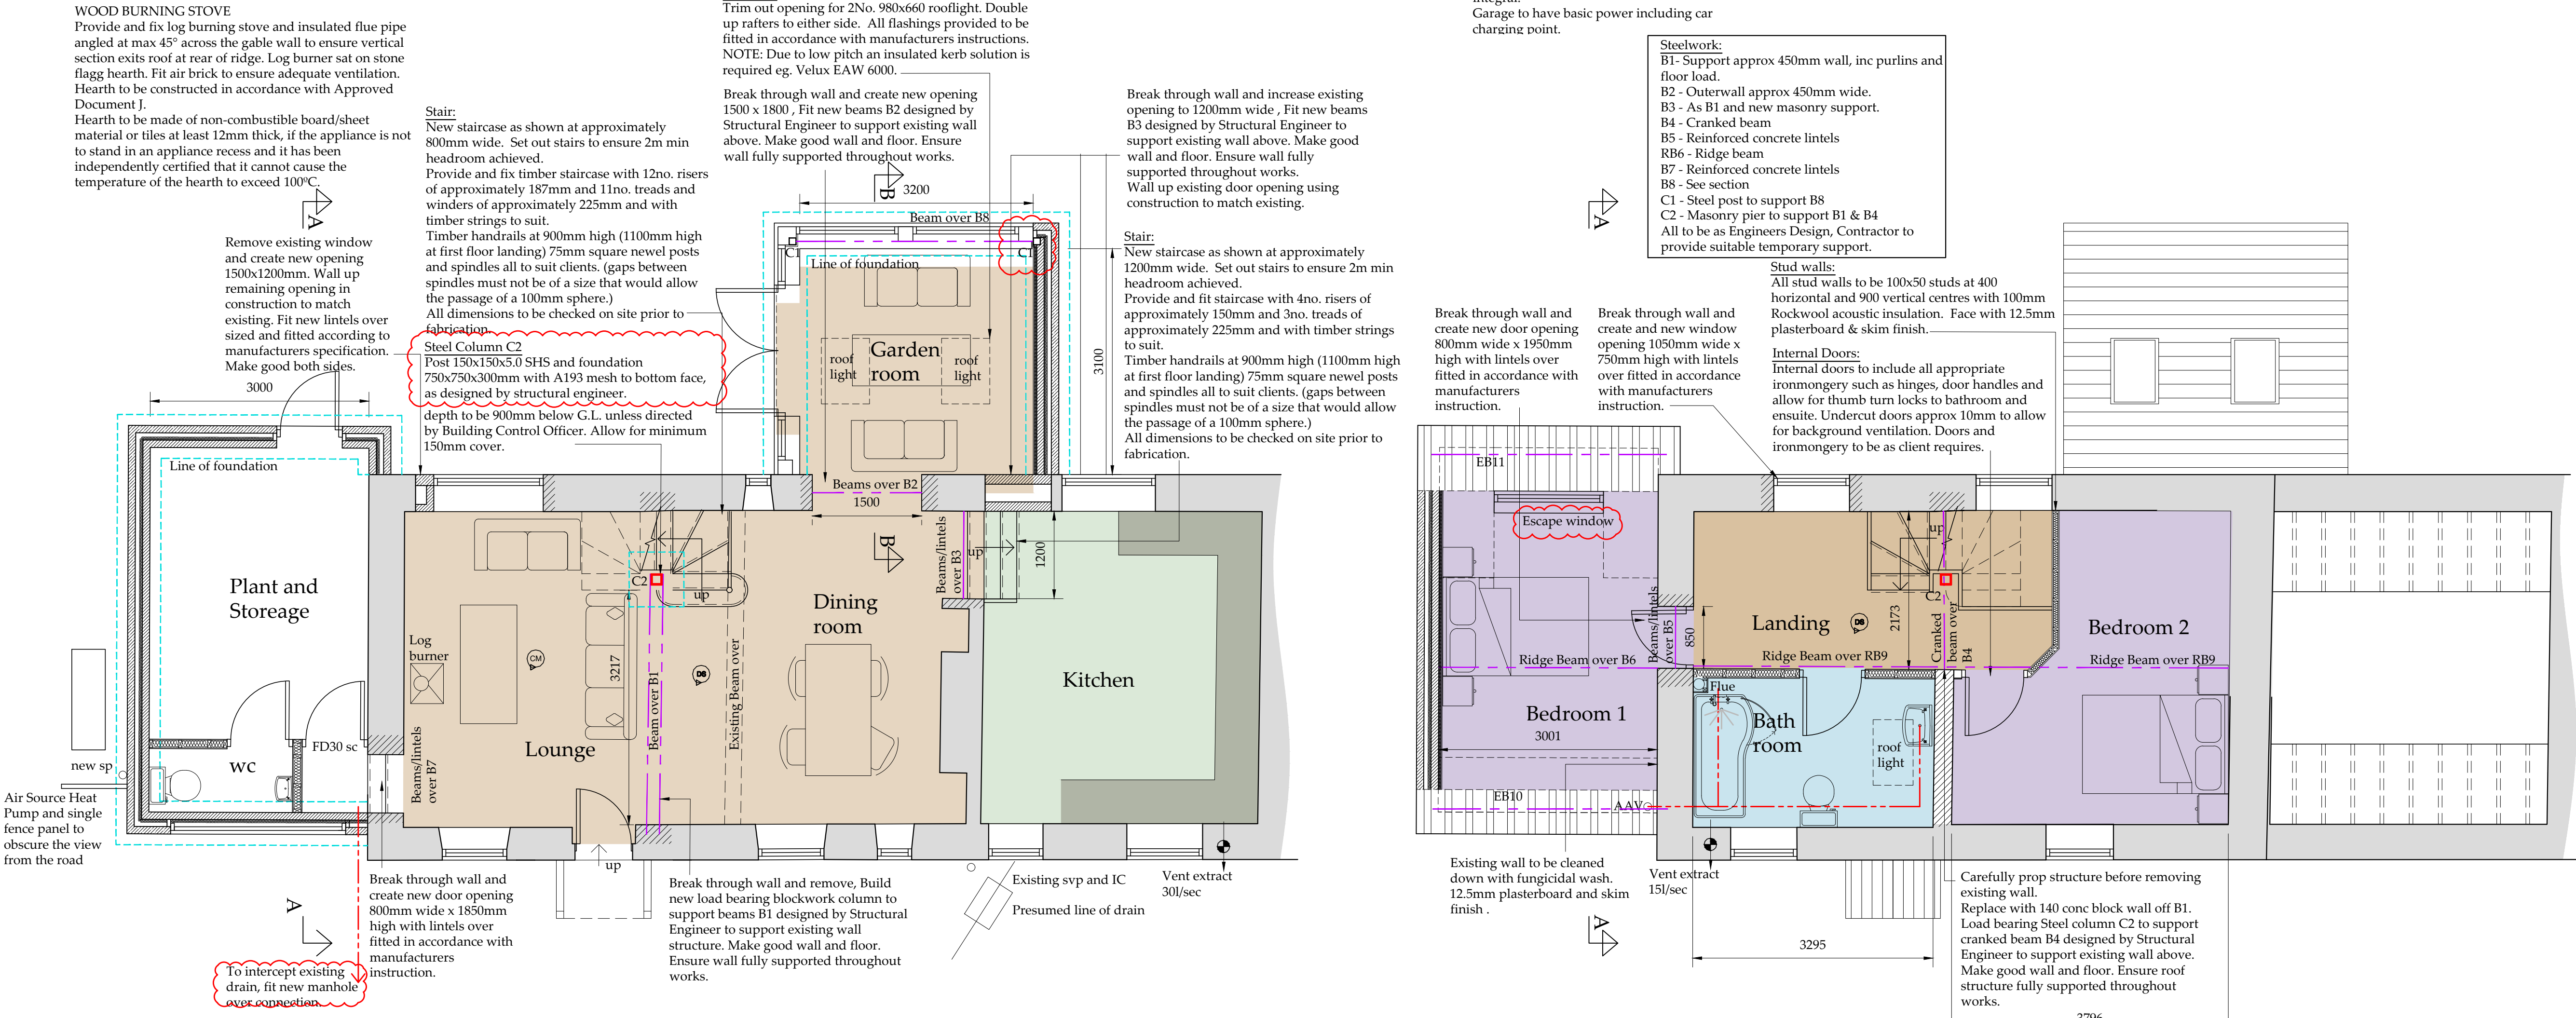 WOOD BURNING STOVE
Provide and fix log burning stove and insulated flue pipe
angled at max 45° across the gable wall to ensure vertical
section exits roof at rear of ridge. Log burner sat on stone
flagg hearth. Fit air brick to ensure adequate ventilation.
Hearth to be constructed in accordance with Approved
Document J.
Hearth to be made of non-combustible board/sheet
material or tiles at least 12mm thick, if the appliance is not
to stand in an appliance recess and it has been
independently certified that it cannot cause the
temperature of the hearth to exceed 100ºC.
A
Remove existing window
and create new opening
1500x1200mm. Wall up
remaining opening in
construction to match
existing. Fit new lintels over
sized and fitted according to
manufacturers specification.
Make good both sides.
3000
Stair:
New staircase as shown at approximately
800mm wide. Set out stairs to ensure 2m min
headroom achieved.
Provide and fix timber staircase with 12no. risers
of approximately 187mm and 11no. treads and
winders of approximately 225mm and with
timber strings to suit.
Timber handrails at 900mm high (1100mm high
at first floor landing) 75mm square newel posts
and spindles all to suit clients. (gaps between
spindles must not be of a size that would allow
the passage of a 100mm sphere.)
All dimensions to be checked on site prior to
fabrication.
Steel Column C2
Post 150x150x5.0 SHS and foundation
750x750x300mm with A193 mesh to bottom face,
as designed by structural engineer.
depth to be 900mm below G.L. unless directed
by Building Control Officer. Allow for minimum
150mm cover.
Trim out opening for 2No. 980x660 rooflight. Double
up rafters to either side. All flashings provided to be
fitted in accordance with manufacturers instructions.
NOTE: Due to low pitch an insulated kerb solution is
required eg. Velux EAW 6000.
Break through wall and create new opening
1500 x 1800 , Fit new beams B2 designed by
Structural Engineer to support existing wall
above. Make good wall and floor. Ensure
wall fully supported throughout works.
B
3200
Beam over B8
C1
C1
Line of foundation
roof
light
Garden
room
roof
light
3100
Break through wall and increase existing
opening to 1200mm wide , Fit new beams
B3 designed by Structural Engineer to
support existing wall above. Make good
wall and floor. Ensure wall fully
supported throughout works.
Wall up existing door opening using
construction to match existing.
Stair:
New staircase as shown at approximately
1200mm wide. Set out stairs to ensure 2m min
headroom achieved.
Provide and fit staircase with 4no. risers of
approximately 150mm and 3no. treads of
approximately 225mm and with timber strings
to suit.
Timber handrails at 900mm high (1100mm high
at first floor landing) 75mm square newel posts
and spindles all to suit clients. (gaps between
spindles must not be of a size that would allow
the passage of a 100mm sphere.)
All dimensions to be checked on site prior to
fabrication.
Line of foundation
Plant and
Storeage
wc
FD30 sc
new sp
Air Source Heat
Pump and single
fence panel to
obscure the view
from the road
Beams over B2
1500
Log
burner
CM
Lounge
3217
C2
up
Beam over B1
DS
Existing Beam over
Dining
room
B
Beams/lintels
over B3
up
1200
Kitchen
Beams/lintels
over B7
up
A
Break through wall and
create new door opening
800mm wide x 1850mm
high with lintels over
fitted in accordance with
manufacturers
instruction.
To intercept existing
drain, fit new manhole
over connection.
Break through wall and remove, Build
new load bearing blockwork column to
support beams B1 designed by Structural
Engineer to support existing wall
structure. Make good wall and floor.
Ensure wall fully supported throughout
works.
Existing svp and IC
Presumed line of drain
Vent extract
30l/sec
Garage to have basic power including car
charging point.
A
Steelwork:
B1- Support approx 450mm wall, inc purlins and
floor load.
B2 - Outerwall approx 450mm wide.
B3 - As B1 and new masonry support.
B4 - Cranked beam
B5 - Reinforced concrete lintels
RB6 - Ridge beam
B7 - Reinforced concrete lintels
B8 - See section
C1 - Steel post to support B8
C2 - Masonry pier to support B1 & B4
All to be as Engineers Design, Contractor to
provide suitable temporary support.
Stud walls:
All stud walls to be 100x50 studs at 400
horizontal and 900 vertical centres with 100mm
Rockwool acoustic insulation. Face with 12.5mm
plasterboard & skim finish.
Internal Doors:
Internal doors to include all appropriate
ironmongery such as hinges, door handles and
allow for thumb turn locks to bathroom and
ensuite. Undercut doors approx 10mm to allow
for background ventilation. Doors and
ironmongery to be as client requires.
Break through wall and
create new door opening
800mm wide x 1950mm
high with lintels over
fitted in accordance with
manufacturers
instruction.
Break through wall and
create and new window
opening 1050mm wide x
750mm high with lintels
over fitted in accordance
with manufacturers
instruction.
EB11
Escape window
Beams/lintels
over B5
850
Ridge Beam over B6
Bedroom 1
3001
EB10
AAV
Landing
DS
2173
up
C2
Cranked
beam over
B4
Ridge Beam over RB9
Bedroom 2
Ridge Beam over RB9
Flue
Bath
room
roof
light
Existing wall to be cleaned
down with fungicidal wash.
12.5mm plasterboard and skim
finish .
Vent extract
15l/sec
A
3295
Carefully prop structure before removing
existing wall.
Replace with 140 conc block wall off B1.
Load bearing Steel column C2 to support
cranked beam B4 designed by Structural
Engineer to support existing wall above.
Make good wall and floor. Ensure roof
structure fully supported throughout
works.
3796